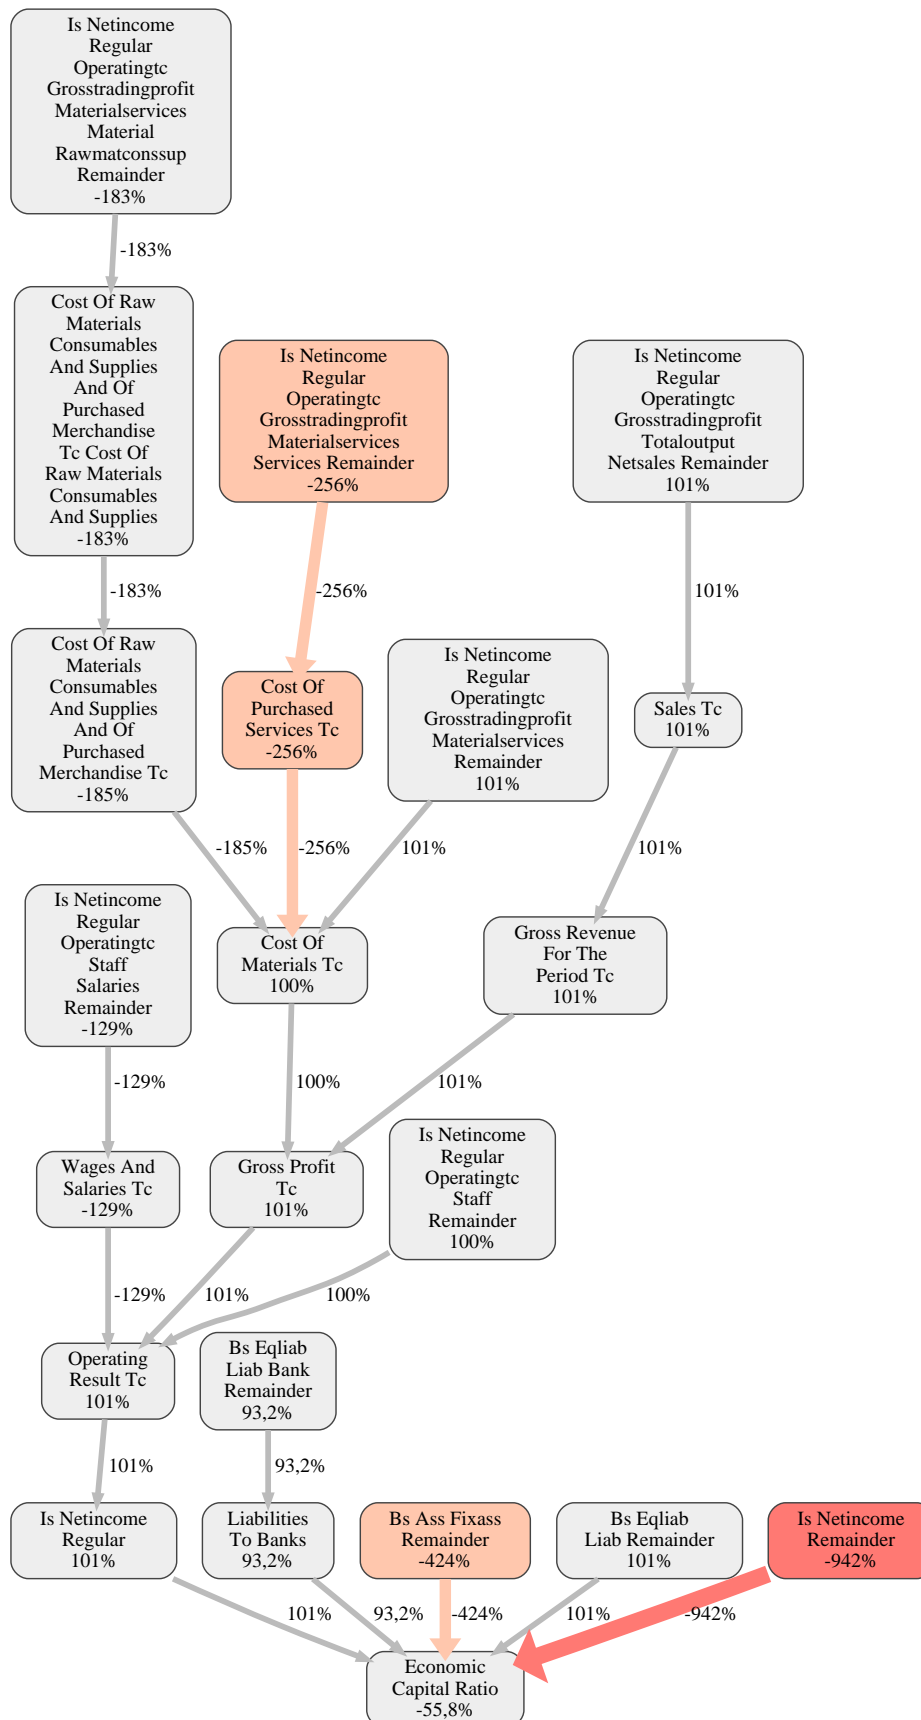 Is Netincome
Regular
Operatingtc
Grosstradingprofit
Materialservices
Material
Rawmatconssup
Remainder
-183%
-183%
Cost Of Raw
Materials
Consumables
And Supplies
And Of
Purchased
Merchandise
Tc Cost Of
Raw Materials
Consumables
And Supplies
-183%
Is Netincome
Regular
Operatingtc
Grosstradingprofit
Materialservices
Services Remainder
-256%
Is Netincome
Regular
Operatingtc
Grosstradingprofit
Totaloutput
Netsales Remainder
101%
-183%
-256%
101%
Cost Of Raw
Materials
Consumables
And Supplies
And Of
Purchased
Merchandise Tc
-185%
Cost Of
Purchased
Services Tc
-256%
Is Netincome
Regular
Operatingtc
Grosstradingprofit
Materialservices
Remainder
101%
Sales Tc
101%
-185%
-256%
101%
101%
Is Netincome
Regular
Operatingtc
Staff
Salaries
Remainder
-129%
Cost Of
Materials Tc
100%
Gross Revenue
For The
Period Tc
101%
-129%
100%
101%
Wages And
Salaries Tc
-129%
Gross Profit
Tc
101%
Is Netincome
Regular
Operatingtc
Staff
Remainder
100%
-129%
101%
100%
Operating
Result Tc
101%
Bs Eqliab
Liab Bank
Remainder
93,2%
101%
93,2%
Is Netincome
Regular
101%
Liabilities
To Banks
93,2%
Bs Ass Fixass
Remainder
-424%
Bs Eqliab
Liab Remainder
101%
Is Netincome
Remainder
-942%
101%
93,2%
-424%
101%
-942%
Economic
Capital Ratio
-55,8%